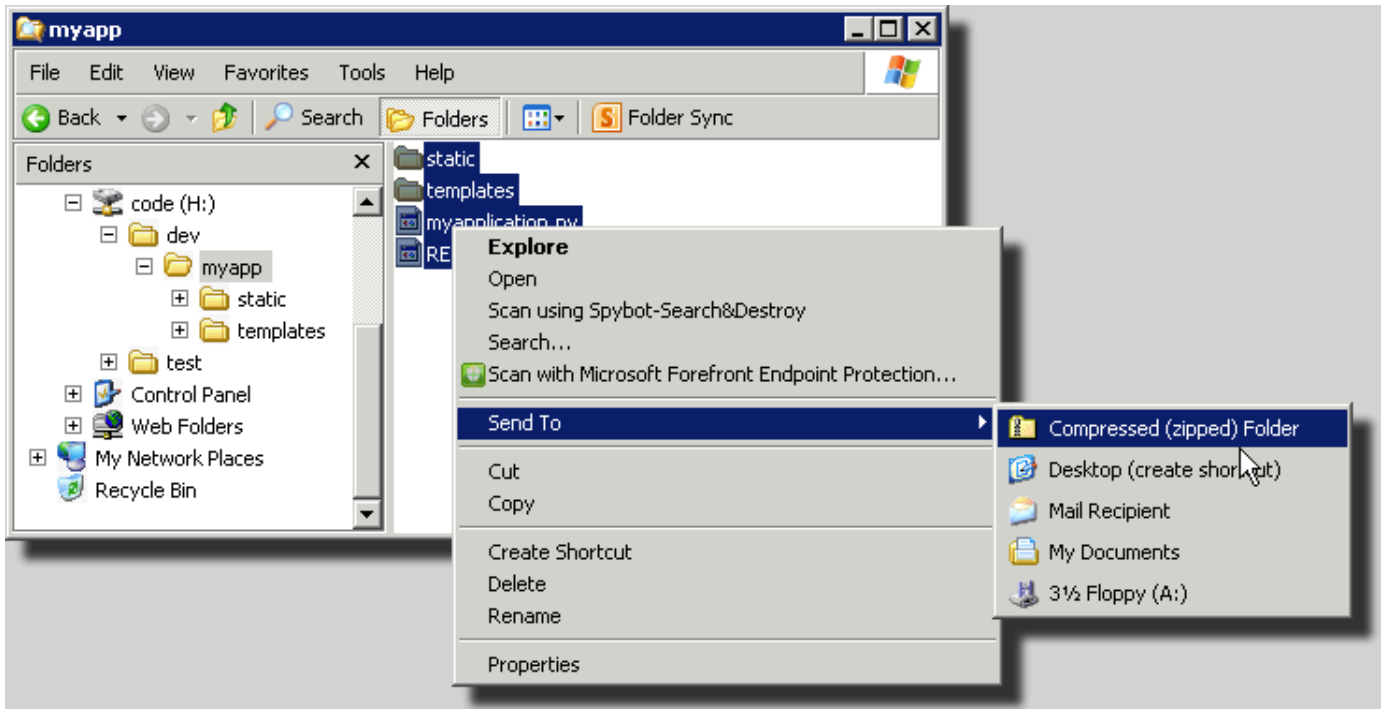 myapp
File Edit View Favorites Tools Help
Back Search Folders Folder Sync
Folders
code (H:)
dev
myapp
static
templates
test
Control Panel
Web Folders
My Network Places
Recycle Bin
static
templates
myapplication.py
RE
Explore
Open
Scan using Spybot-Search&Destroy
Search...
Scan with Microsoft Forefront Endpoint Protection...
Send To
Cut
Copy
Create Shortcut
Delete
Rename
Properties
Compressed (zipped) Folder
Desktop (create shortcut)
Mail Recipient
My Documents
3½ Floppy (A:)